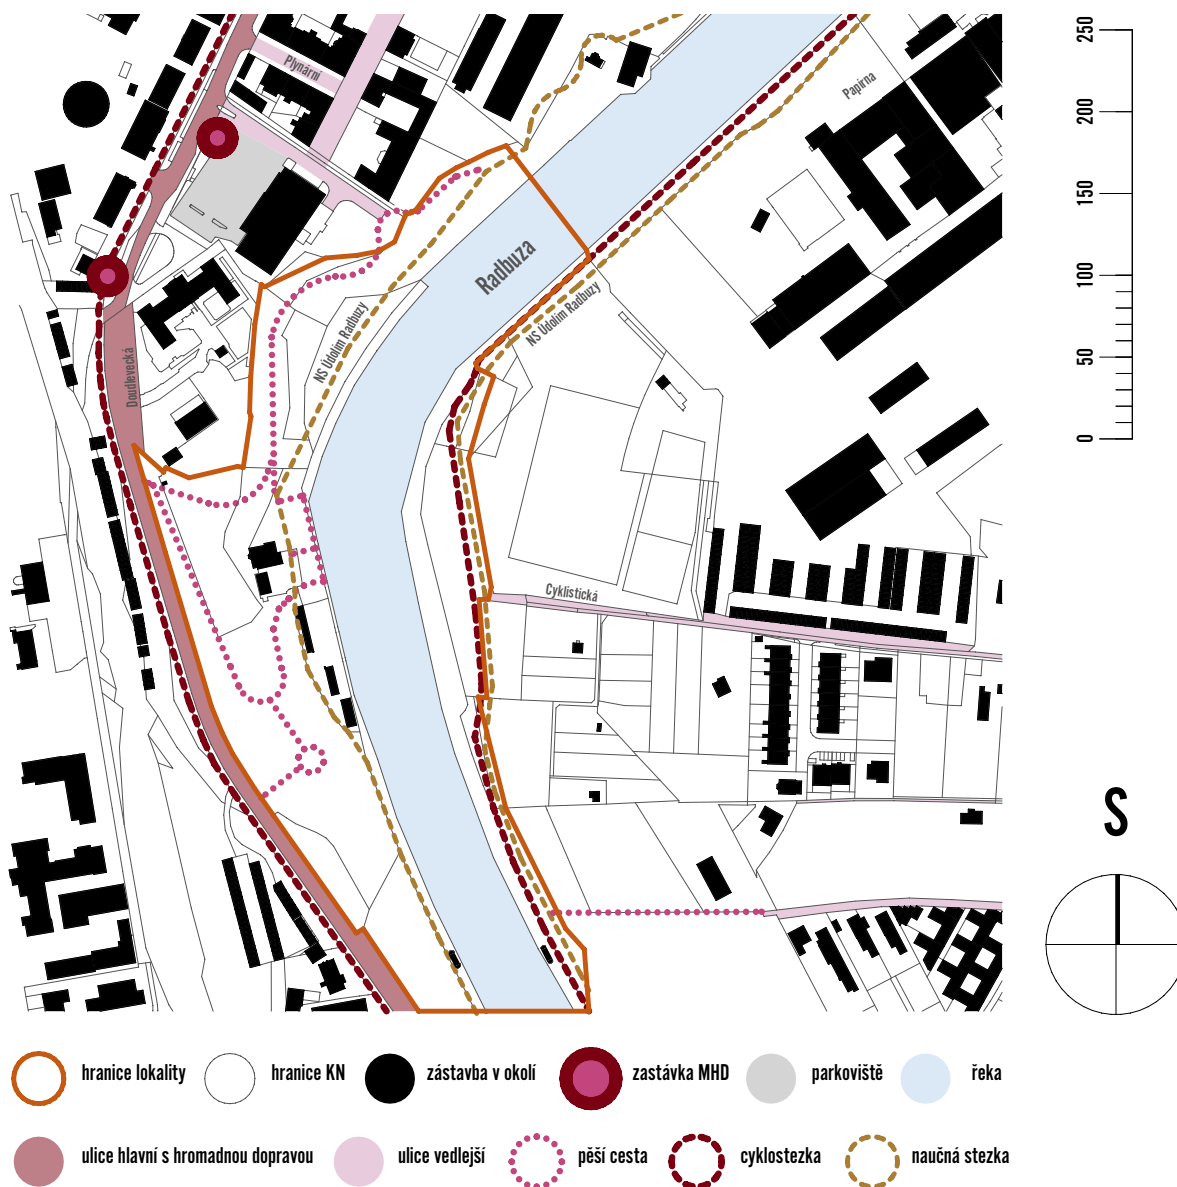 Plynární
Papírna
Radbuza
NS Údolím Radbuzy
NS Údolím Radbuzy
Doudlevecká
Cyklistická
250
200
150
100
50
0
S
hranice lokality
hranice KN
zástavba v okolí
zastávka MHD
parkoviště
řeka
ulice hlavní s hromadnou dopravou
ulice vedlejší
pěší cesta
cyklostezka
naučná stezka